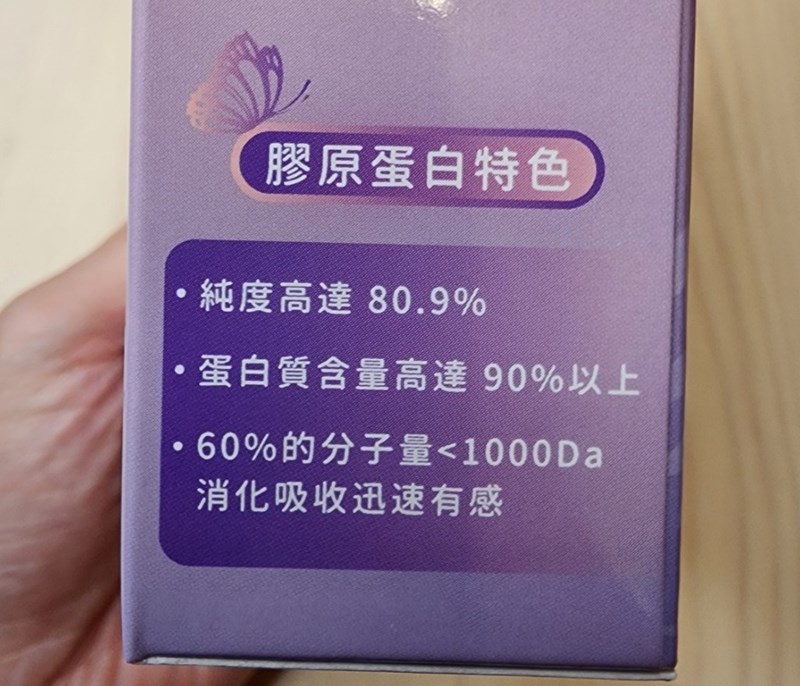 膠原蛋白特色
•純度高達 80.9%
•蛋白質含量高達 90%以上
•60%的分子量<1000Da
消化吸收迅速有感